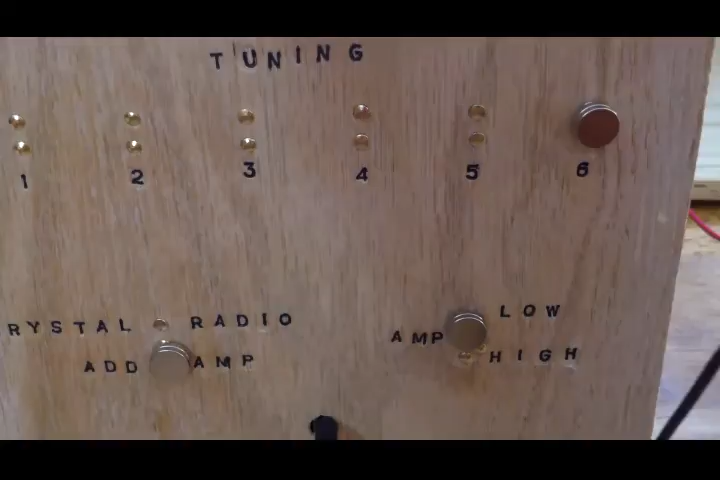 TUNING
1 2 3 4 5 6
RYSTAL RADIO
ADD AMP
AMP LOW
HIGH